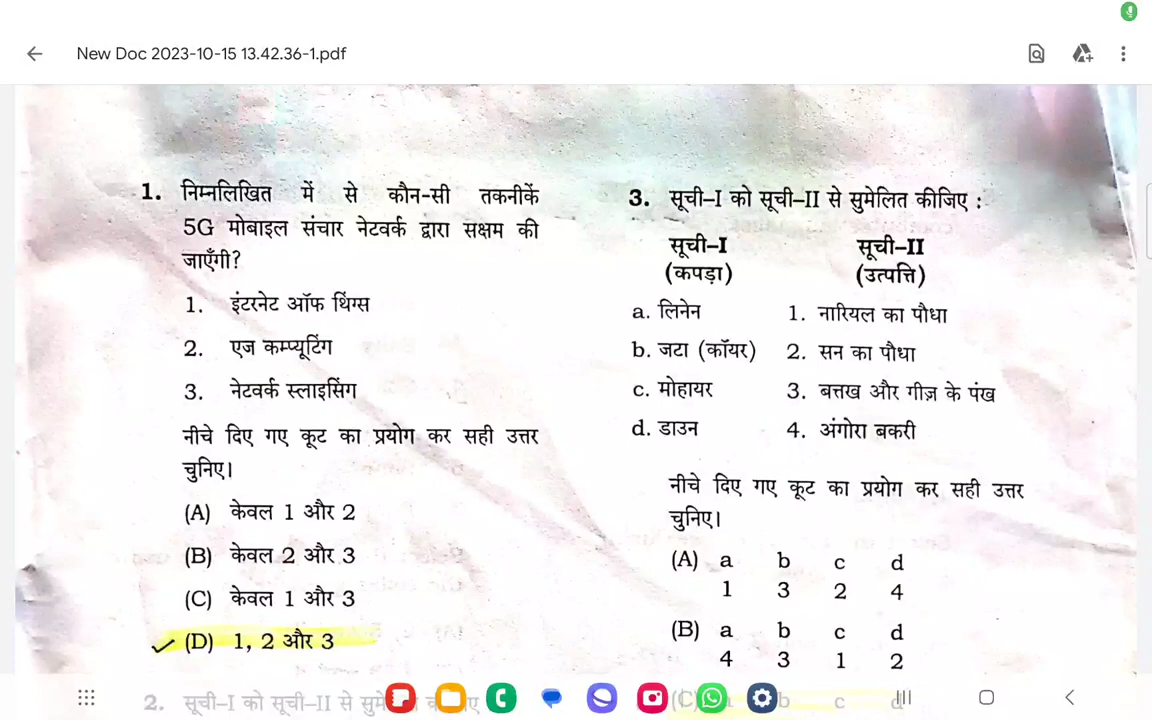 New Doc 2023-10-15 13.42.36-1.pdf
1. निम्नलिखित में से कौन-सी तकनीकें
5G मोबाइल संचार नेटवर्क द्वारा सक्षम की
जाएँगी?
1. इंटरनेट ऑफ थिंग्स
2. एज कम्प्यूटिंग
3. नेटवर्क स्लाइसिंग
नीचे दिए गए कूट का प्रयोग कर सही उत्तर
चुनिए।
(A) केवल 1 और 2
(B) केवल 2 और 3
(C) केवल 1 और 3
(D) 1, 2 और 3
2. सूची–I को सूची–II से
3. सूची–I को सूची–II से सुमेलित कीजिए :
सूची–I सूची–II
(कपड़ा) (उत्पत्ति)
a. लिनेन 1. नारियल का पौधा
b. जटा (कॉयर) 2. सन का पौधा
c. मोहायर 3. बत्तख और गीज़ के पंख
d. डाउन 4. अंगोरा बकरी
नीचे दिए गए कूट का प्रयोग कर सही उत्तर
चुनिए।
(A) a b c d
1 3 2 4
(B) a b c d
4 3 1 2
(C) b c d